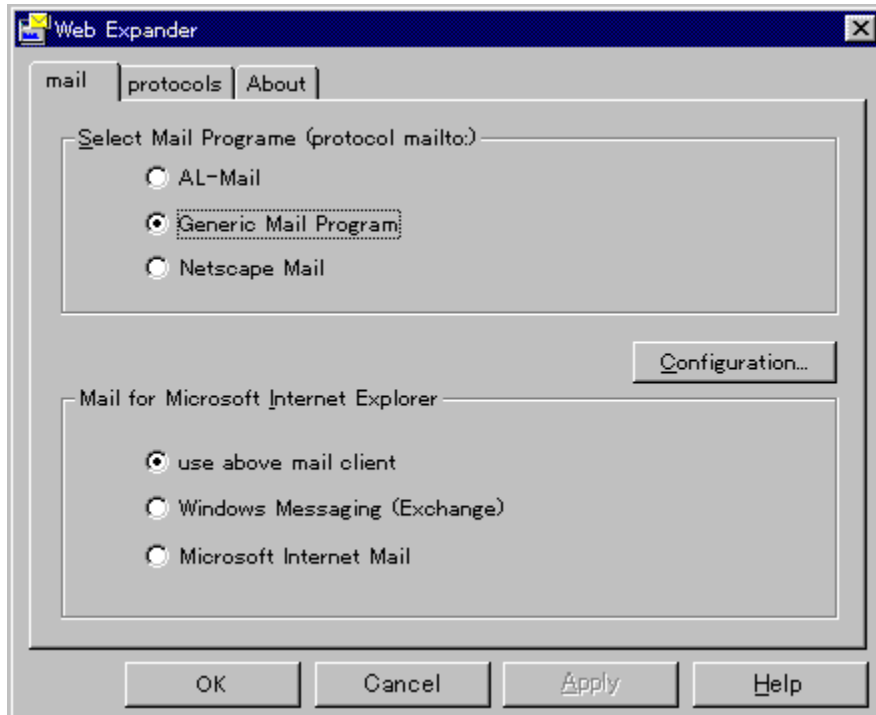 Web Expander
mail protocols About
Select Mail Programe (protocol mailto:)
AL-Mail
Generic Mail Program
Netscape Mail
Configuration...
Mail for Microsoft Internet Explorer
use above mail client
Windows Messaging (Exchange)
Microsoft Internet Mail
OK Cancel Apply Help